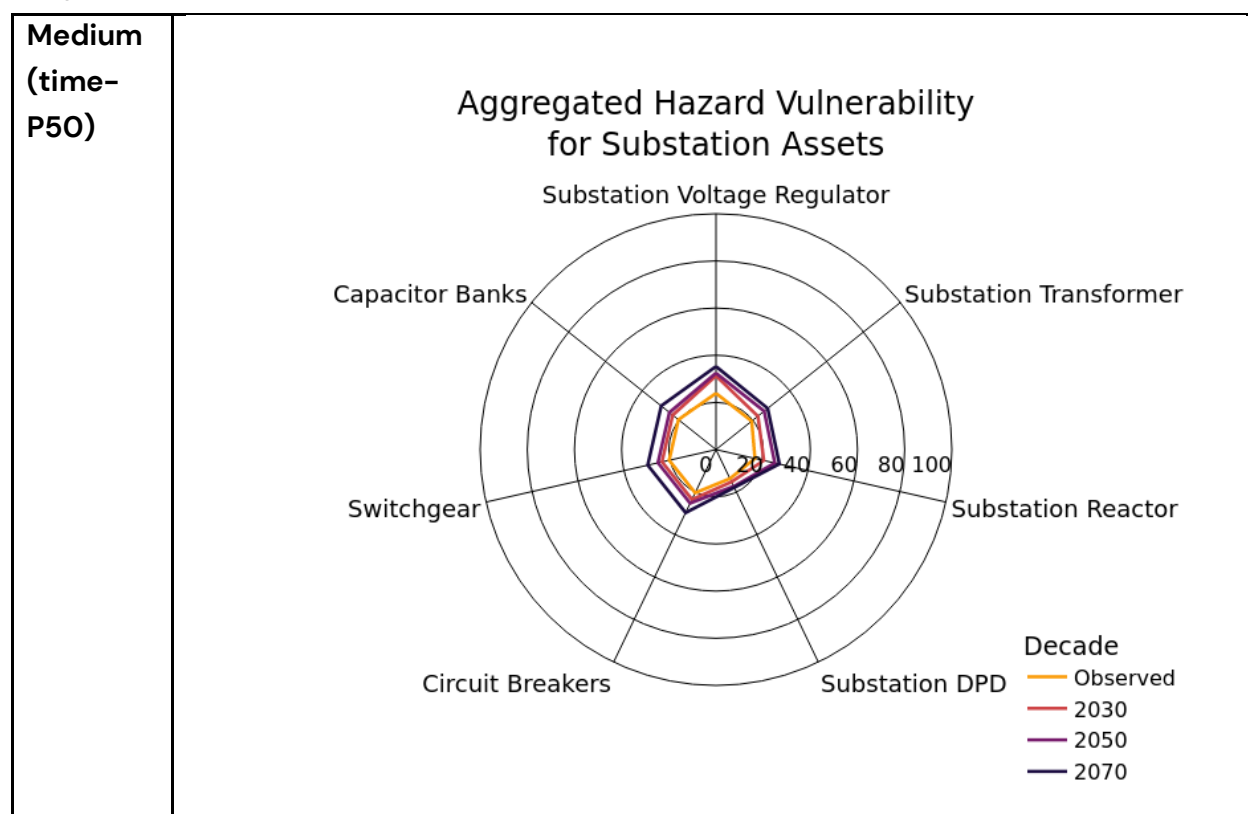 Medium
(time-
P50)
Aggregated Hazard Vulnerability
for Substation Assets
Substation Voltage Regulator
Capacitor Banks
Substation Transformer
0 20 40 60 80 100
Switchgear
Substation Reactor
Circuit Breakers
Substation DPD
Decade
Observed
2030
2050
2070